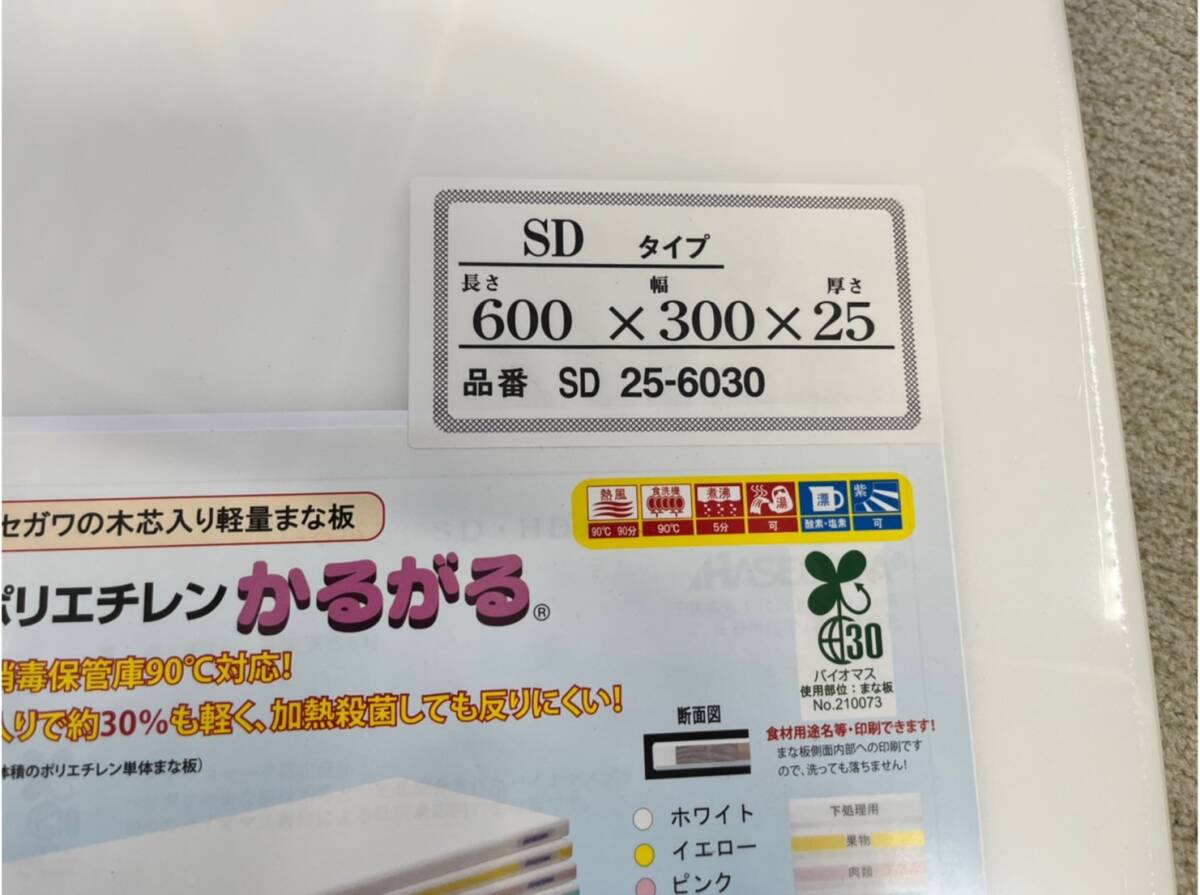 SD タイプ
長さ 幅 厚さ
600 × 300 × 25
品番 SD 25-6030
セガワの木芯入り軽量まな板
熱風 食洗機 煮沸 湯 漂 紫
90℃ 90分 90℃ 5分 可 酸素・塩素 可
ポリエチレン かるがる®
消毒保管庫90℃対応!
入りで約30%も軽く、加熱殺菌しても反りにくい!
体積のポリエチレン単体まな板)
30
バイオマス
使用部位:まな板
No.210073
断面図
食材用途名等・印刷できます!
まな板側面内部への印刷です
ので、洗っても落ちません!
ホワイト
イエロー
ピンク
下処理用
果物
肉類